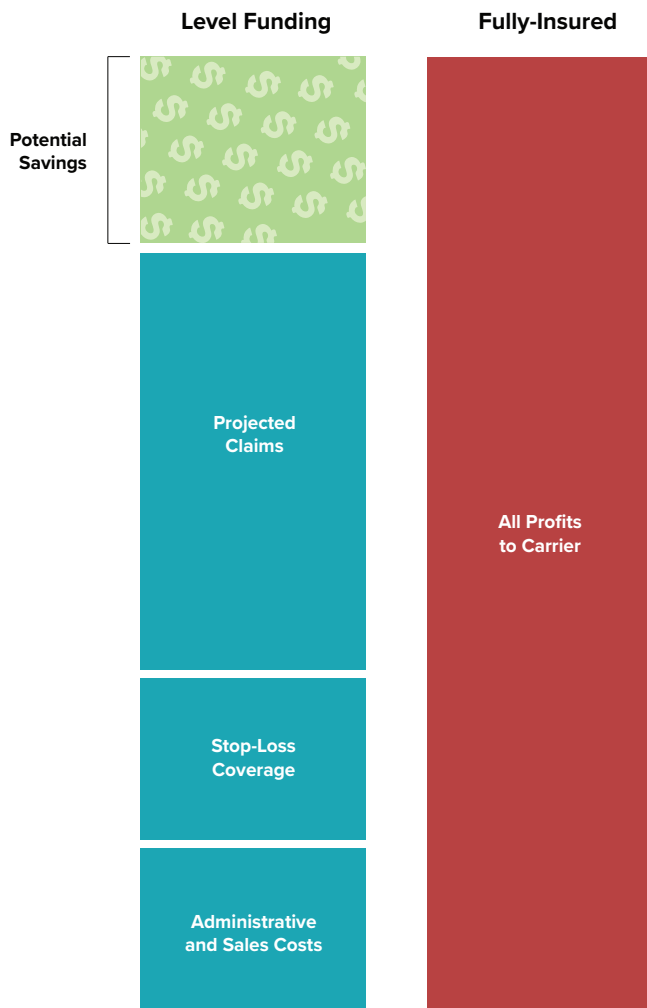 Level Funding
Fully-Insured
Potential
Savings
Projected
Claims
All Profits
to Carrier
Stop-Loss
Coverage
Administrative
and Sales Costs